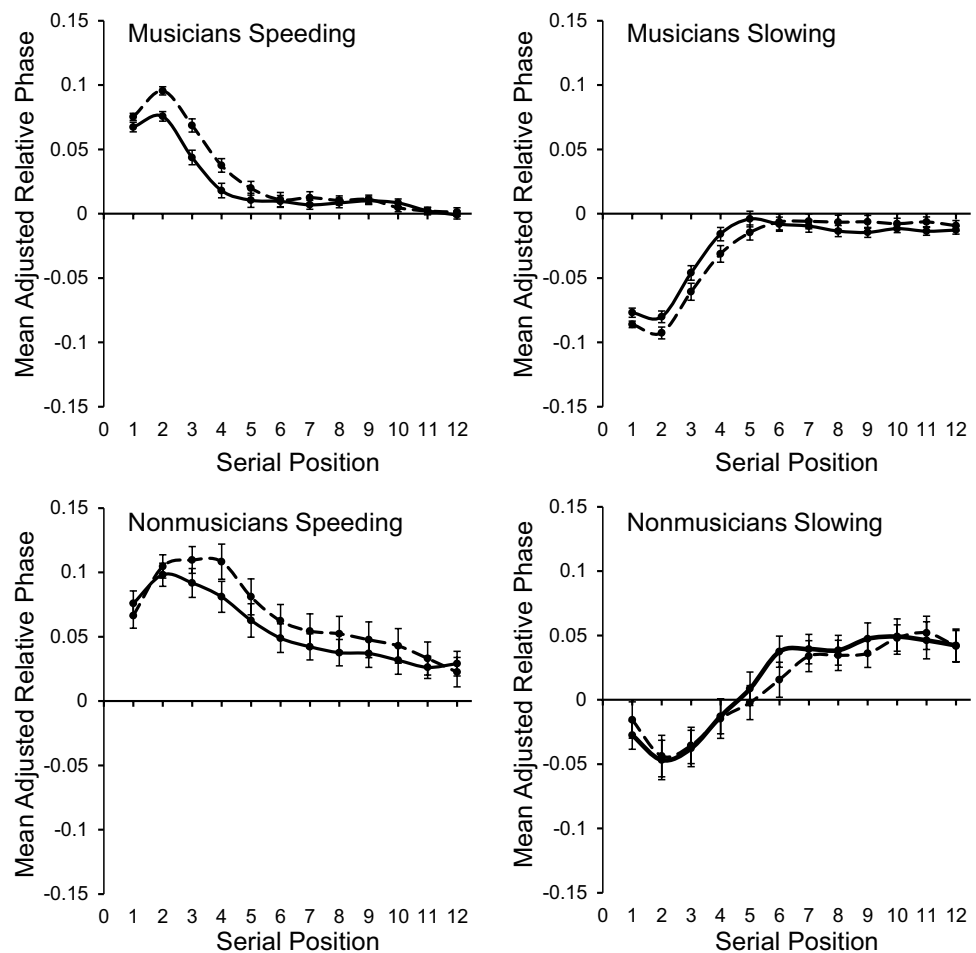 Musicians Speeding
Mean Adjusted Relative Phase
0.15
0.1
0.05
0
-0.05
-0.1
-0.15
0 1 2 3 4 5 6 7 8 9 10 11 12
Serial Position
Musicians Slowing
Mean Adjusted Relative Phase
0.15
0.1
0.05
0
-0.05
-0.1
-0.15
0 1 2 3 4 5 6 7 8 9 10 11 12
Serial Position
Nonmusicians Speeding
Mean Adjusted Relative Phase
0.15
0.1
0.05
0
-0.05
-0.1
-0.15
0 1 2 3 4 5 6 7 8 9 10 11 12
Serial Position
Nonmusicians Slowing
Mean Adjusted Relative Phase
0.15
0.1
0.05
0
-0.05
-0.1
-0.15
0 1 2 3 4 5 6 7 8 9 10 11 12
Serial Position